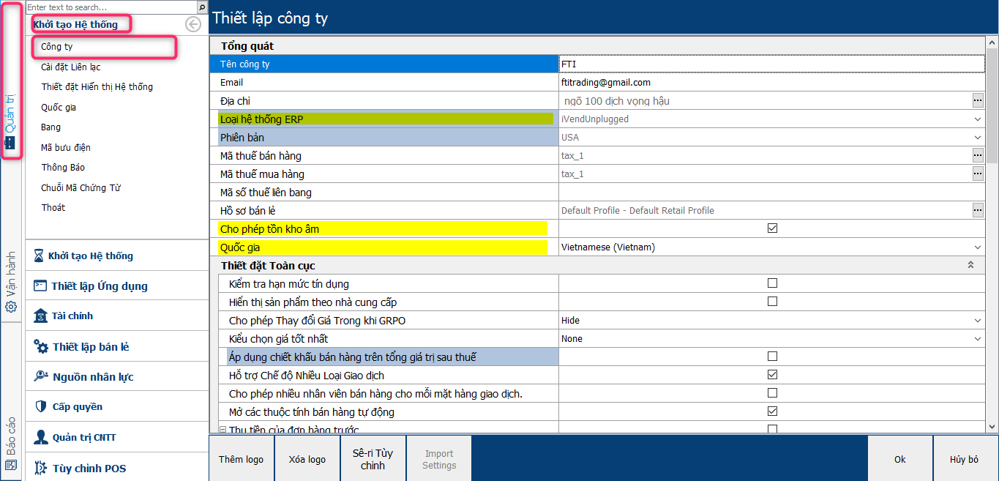 Enter text to search...
Khởi tạo Hệ thống
Công ty
Cài đặt Liên lạc
Thiết đặt Hiển thị Hệ thống
Quốc gia
Bang
Mã bưu điện
Thông Báo
Chuỗi Mã Chứng Từ
Thoát
Khởi tạo Hệ thống
Thiết lập Ứng dụng
Tài chính
Thiết lập bán lẻ
Nguồn nhân lực
Cấp quyền
Quản trị CNTT
Tùy chỉnh POS
Quản trị
Vận hành
Báo cáo
Thiết lập công ty
Tổng quát
Tên công ty FTI
Email ftitrading@gmail.com
Địa chỉ ngõ 100 dịch vọng hậu
Loại hệ thống ERP iVendUnplugged
Phiên bản USA
Mã thuế bán hàng tax_1
Mã thuế mua hàng tax_1
Mã số thuế liên bang
Hồ sơ bán lẻ Default Profile - Default Retail Profile
Cho phép tồn kho âm
Quốc gia Vietnamese (Vietnam)
Thiết đặt Toàn cục
Kiểm tra hạn mức tín dụng
Hiển thị sản phẩm theo nhà cung cấp
Cho phép Thay đổi Giá Trong khi GRPO Hide
Kiểu chọn giá tốt nhất None
Áp dụng chiết khấu bán hàng trên tổng giá trị sau thuế
Hỗ trợ Chế độ Nhiều Loại Giao dịch
Cho phép nhiều nhân viên bán hàng cho mỗi mặt hàng giao dịch.
Mở các thuộc tính bán hàng tự động
Thu tiền của đơn hàng trước
Thêm logo
Xóa logo
Sê-ri Tùy
chỉnh
Import
Settings
Ok
Hủy bỏ